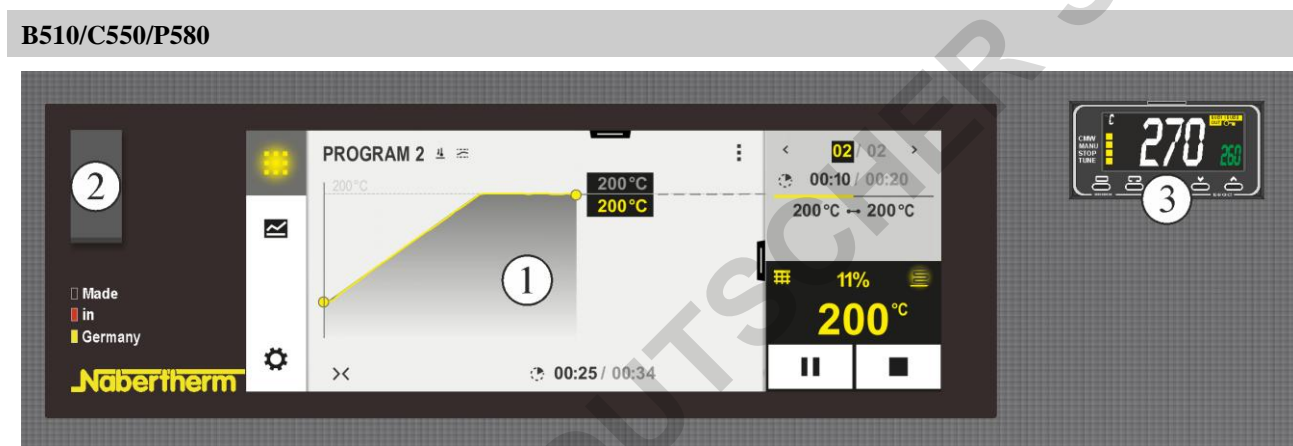 B510/C550/P580
2
Made
in
Germany
Nabertherm
PROGRAM 2
200°C
200°C
200°C
1
00:25 / 00:34
02 / 02
00:10 / 00:20
200°C 200°C
11%
200°C
C
CMW
MANU
STOP
TUNE
270
260
3